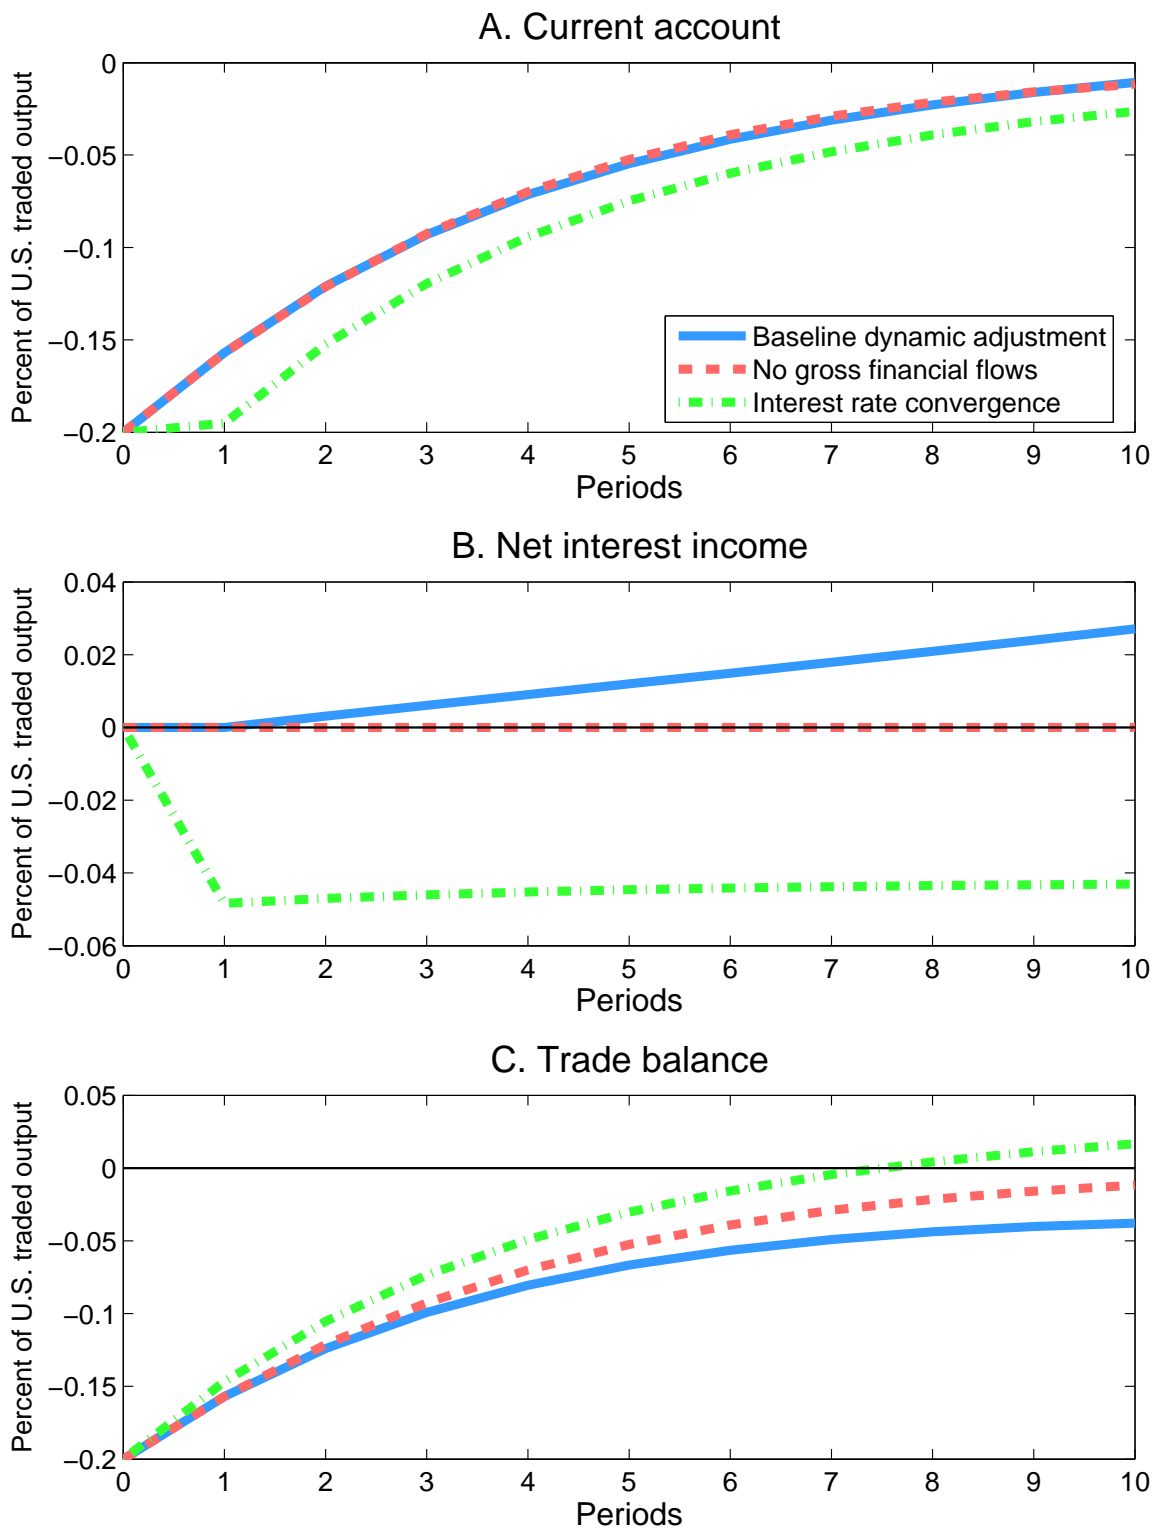 A. Current account
Percent of U.S. traded output
0
−0.05
−0.1
−0.15
−0.2
Baseline dynamic adjustment
No gross financial flows
Interest rate convergence
0 1 2 3 4 5 6 7 8 9 10
Periods
B. Net interest income
Percent of U.S. traded output
0.04
0.02
0
−0.02
−0.04
−0.06
0 1 2 3 4 5 6 7 8 9 10
Periods
C. Trade balance
Percent of U.S. traded output
0.05
0
−0.05
−0.1
−0.15
−0.2
0 1 2 3 4 5 6 7 8 9 10
Periods